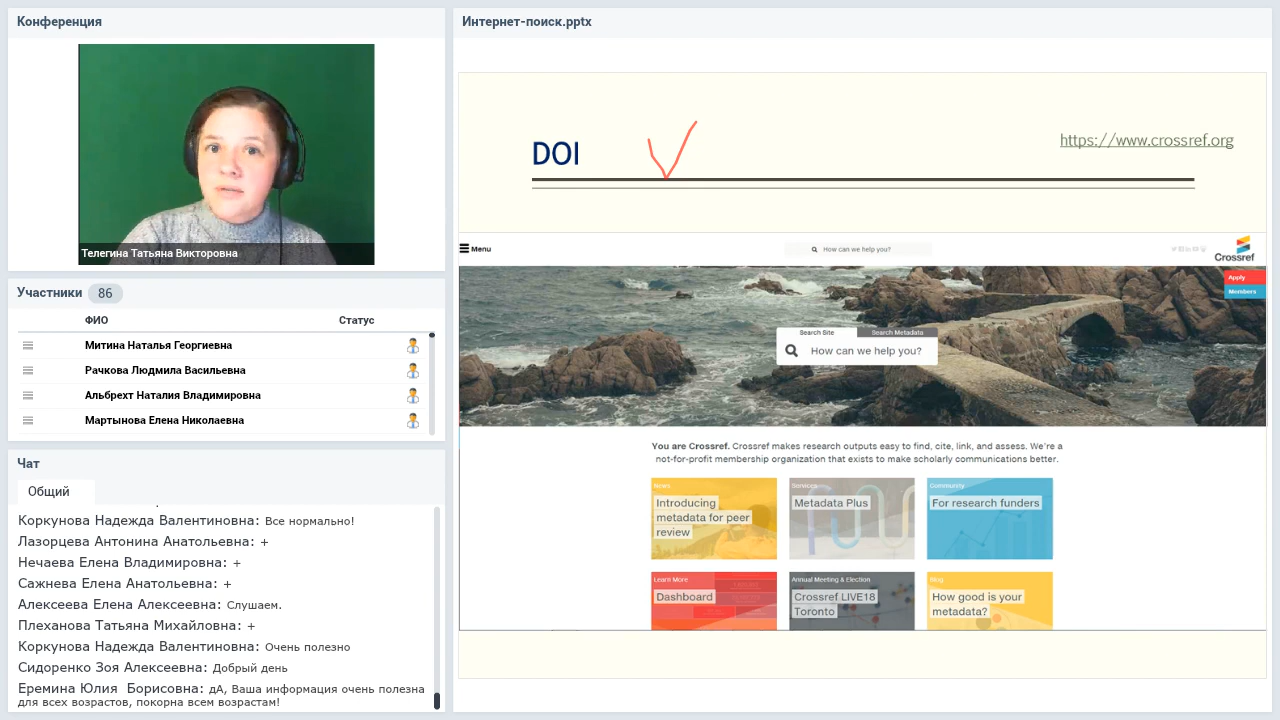 Конференция
Телегина Татьяна Викторовна
Участники 86
ФИО Статус
Митина Наталья Георгиевна
Рачкова Людмила Васильевна
Альбрехт Наталия Владимировна
Мартынова Елена Николаевна
Чат
Общий
Коркунова Надежда Валентиновна: Все нормально!
Лазорцева Антонина Анатольевна: +
Нечаева Елена Владимировна: +
Сажнева Елена Анатольевна: +
Алексеева Елена Алексеевна: Слушаем.
Плеханова Татьяна Михайловна: +
Коркунова Надежда Валентиновна: Очень полезно
Сидоренко Зоя Алексеевна: Добрый день
Еремина Юлия Борисовна: дА, Ваша информация очень полезна
для всех возрастов, покорна всем возрастам!
Интернет-поиск.pptx
DOI
https://www.crossref.org
Menu
How can we help you?
Crossref
Apply
Members
Search Site Search Metadata
How can we help you?
You are Crossref. Crossref makes research outputs easy to find, cite, link, and assess. We're a
not-for-profit membership organization that exists to make scholarly communications better.
News
Introducing
metadata for peer
review
Services
Metadata Plus
Community
For research funders
Learn More
Dashboard
Annual Meeting & Election
Crossref LIVE18
Toronto
Blog
How good is your
metadata?